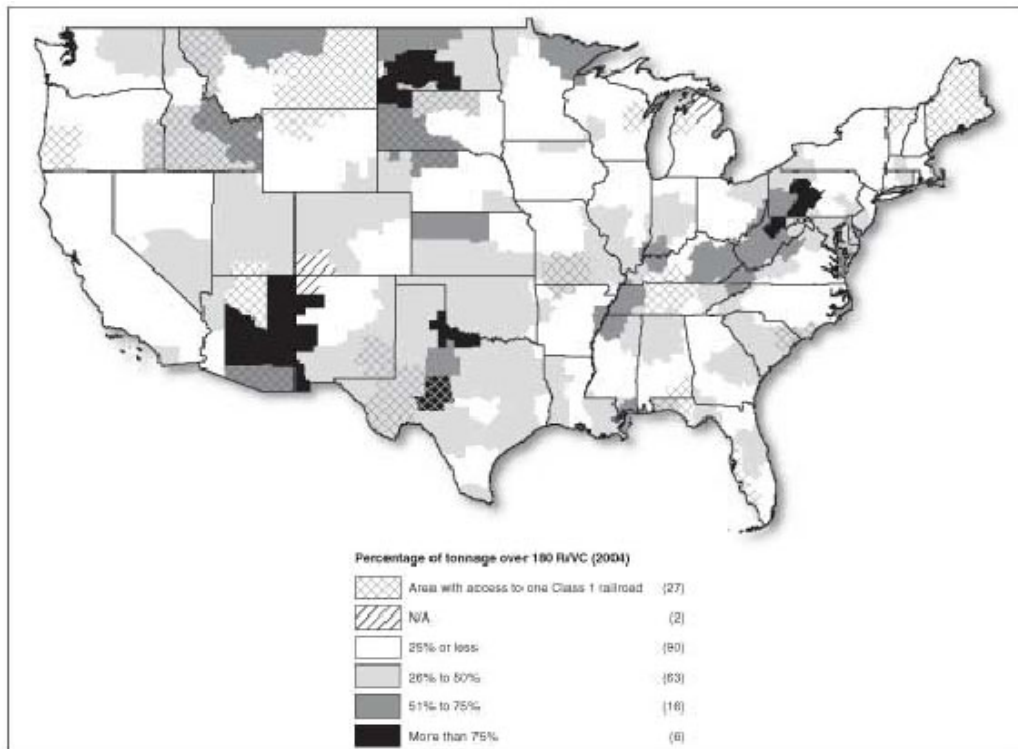 Percentage of tonnage over 180 R/VC (2004)
Area with access to one Class 1 railroad (27)
N/A (2)
25% or less (90)
26% to 50% (63)
51% to 75% (16)
More than 75% (6)